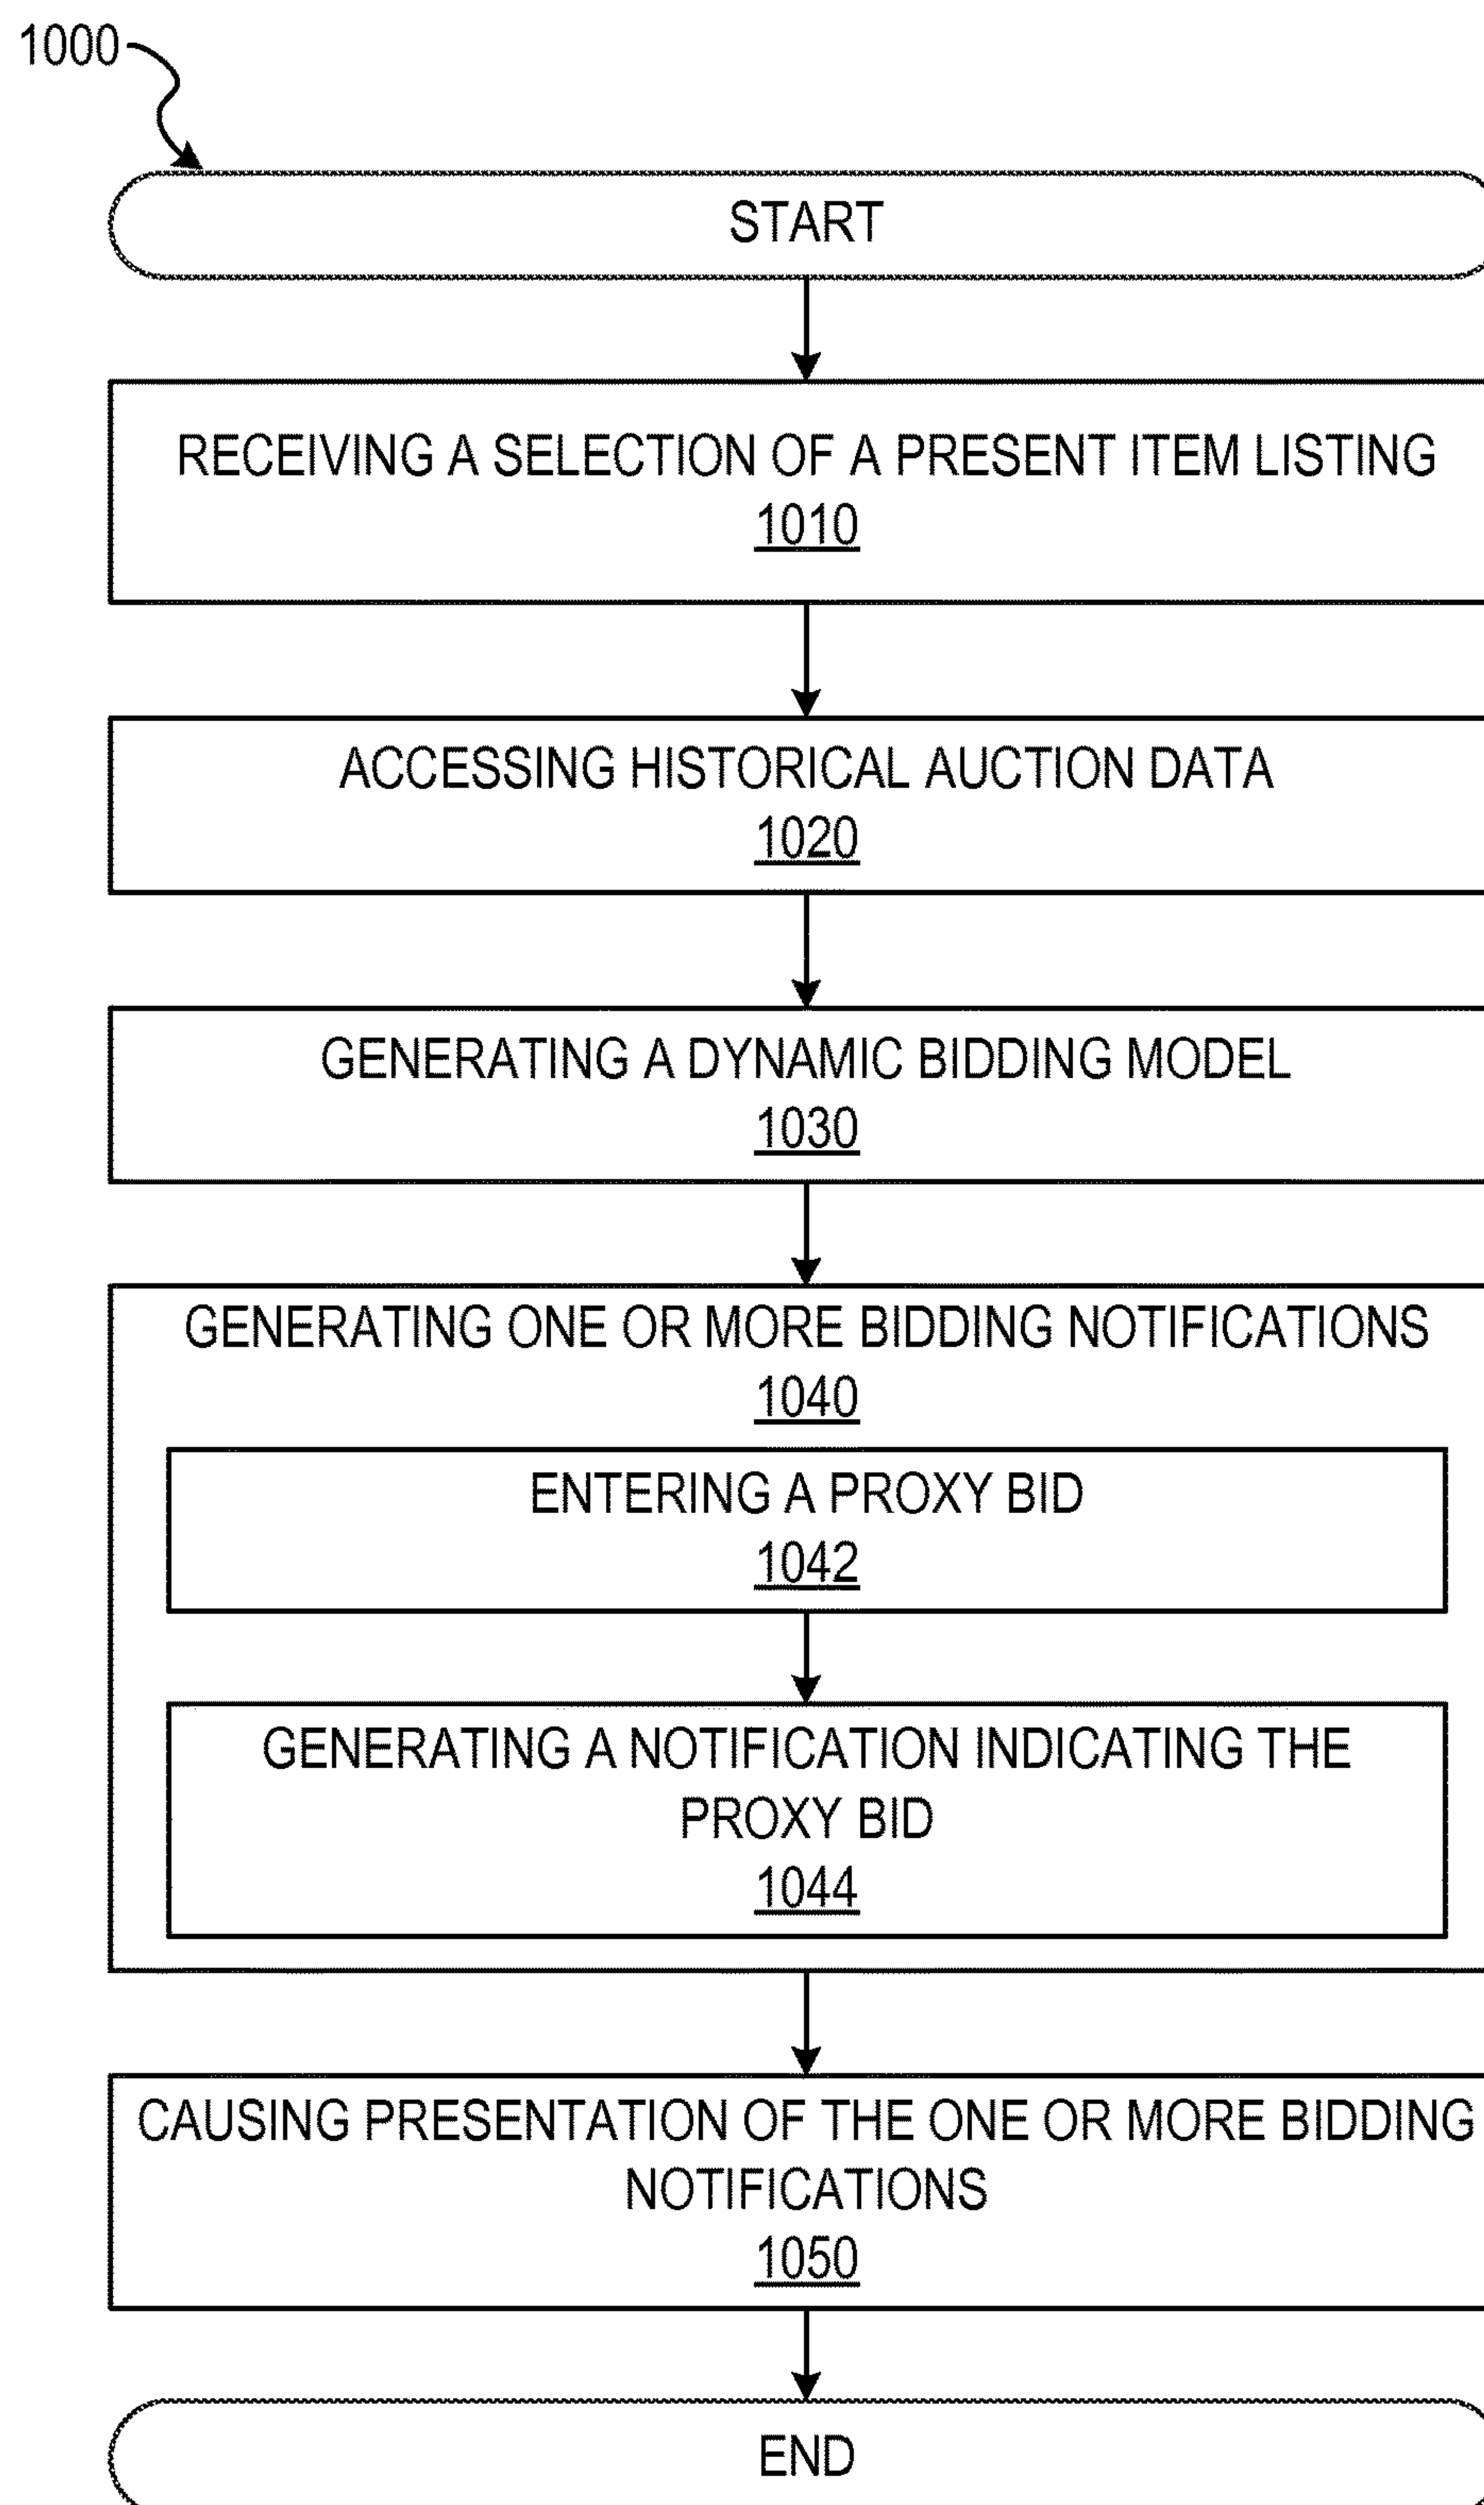 1000
START
RECEIVING A SELECTION OF A PRESENT ITEM LISTING
1010
ACCESSING HISTORICAL AUCTION DATA
1020
GENERATING A DYNAMIC BIDDING MODEL
1030
GENERATING ONE OR MORE BIDDING NOTIFICATIONS
1040
ENTERING A PROXY BID
1042
GENERATING A NOTIFICATION INDICATING THE
PROXY BID
1044
CAUSING PRESENTATION OF THE ONE OR MORE BIDDING
NOTIFICATIONS
1050
END